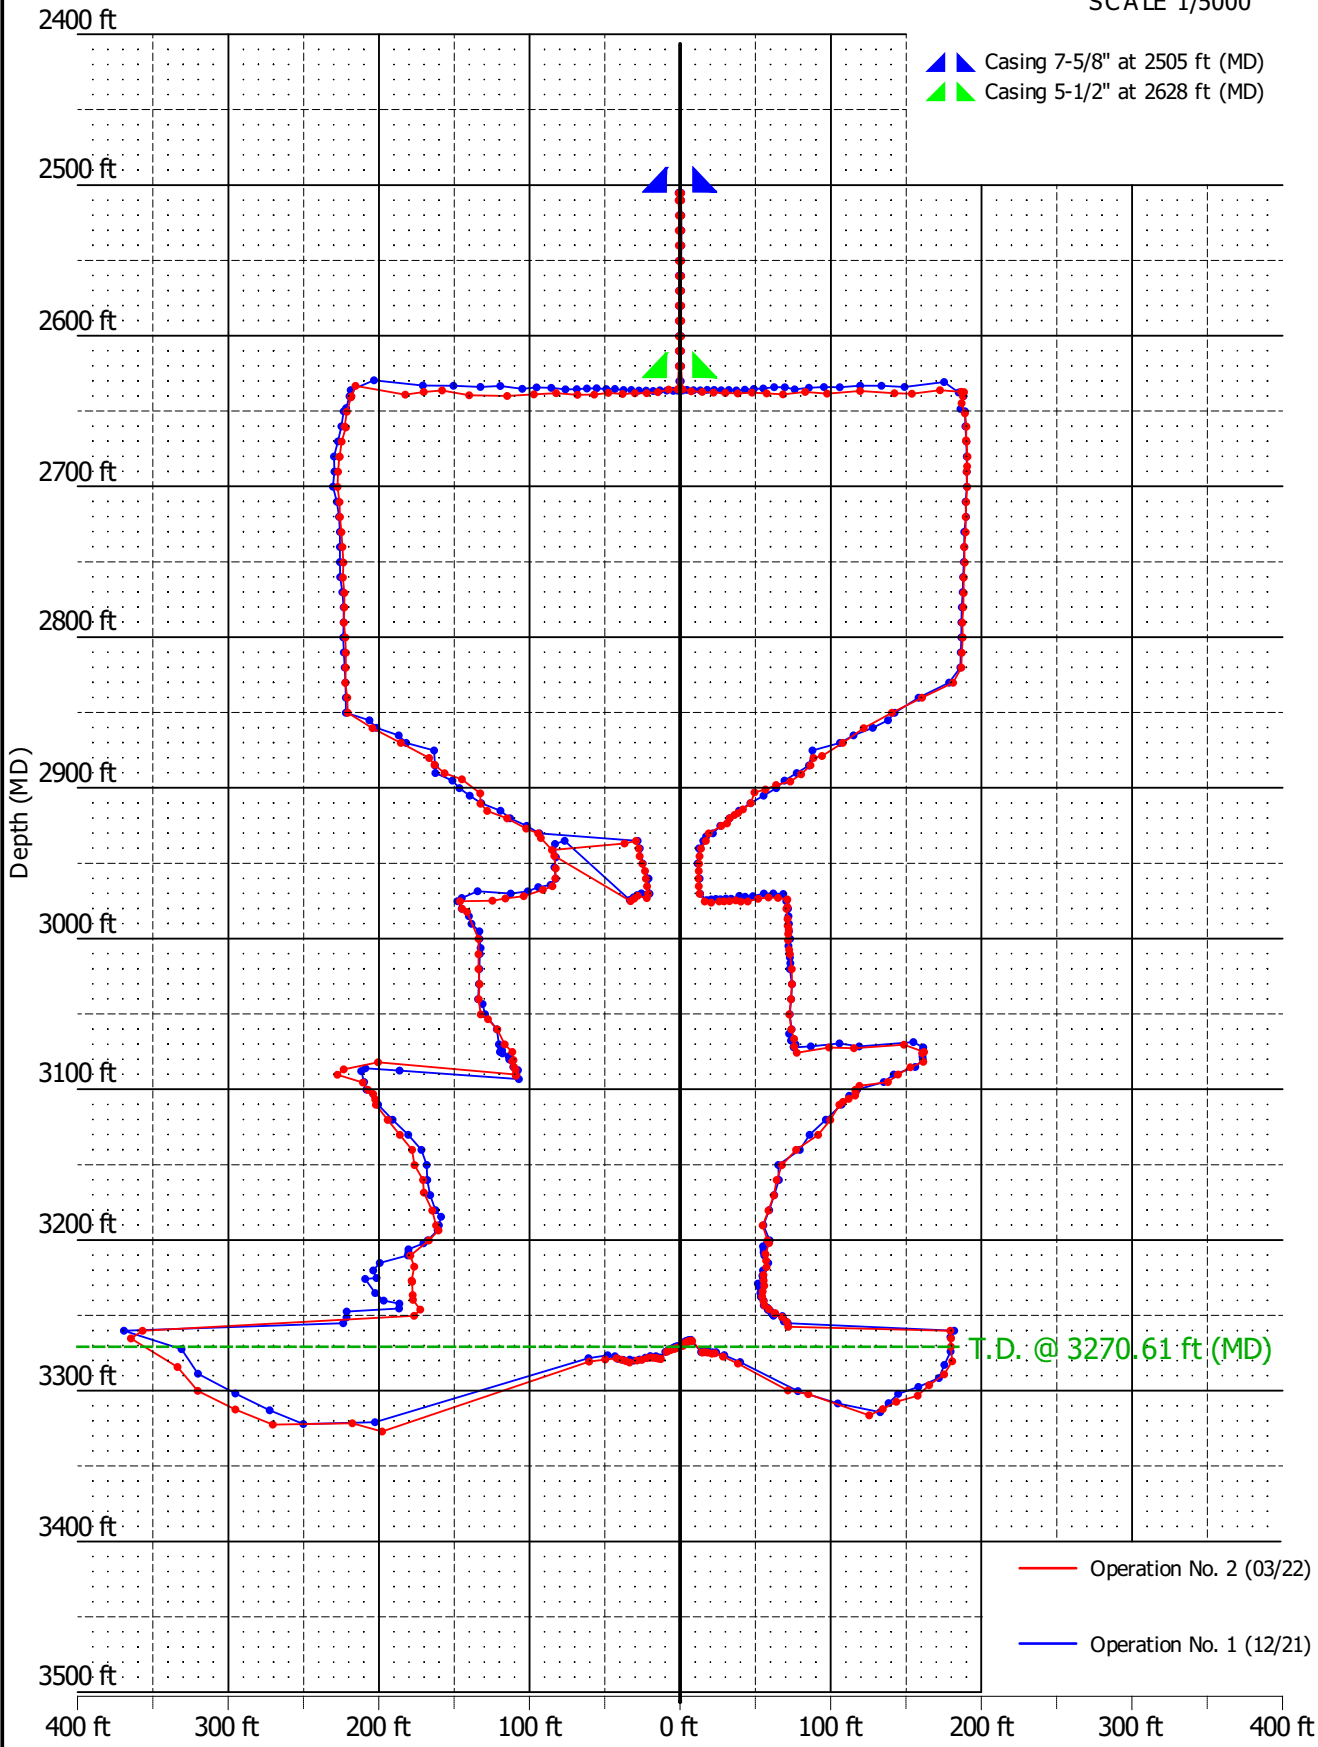 SCALE 1/5000
2400 ft
Casing 7-5/8" at 2505 ft (MD)
Casing 5-1/2" at 2628 ft (MD)
2500 ft
2600 ft
2700 ft
2800 ft
Depth (MD)
2900 ft
3000 ft
3100 ft
3200 ft
T.D. @ 3270.61 ft (MD)
3300 ft
3400 ft
Operation No. 2 (03/22)
Operation No. 1 (12/21)
3500 ft
400 ft 300 ft 200 ft 100 ft 0 ft 100 ft 200 ft 300 ft 400 ft